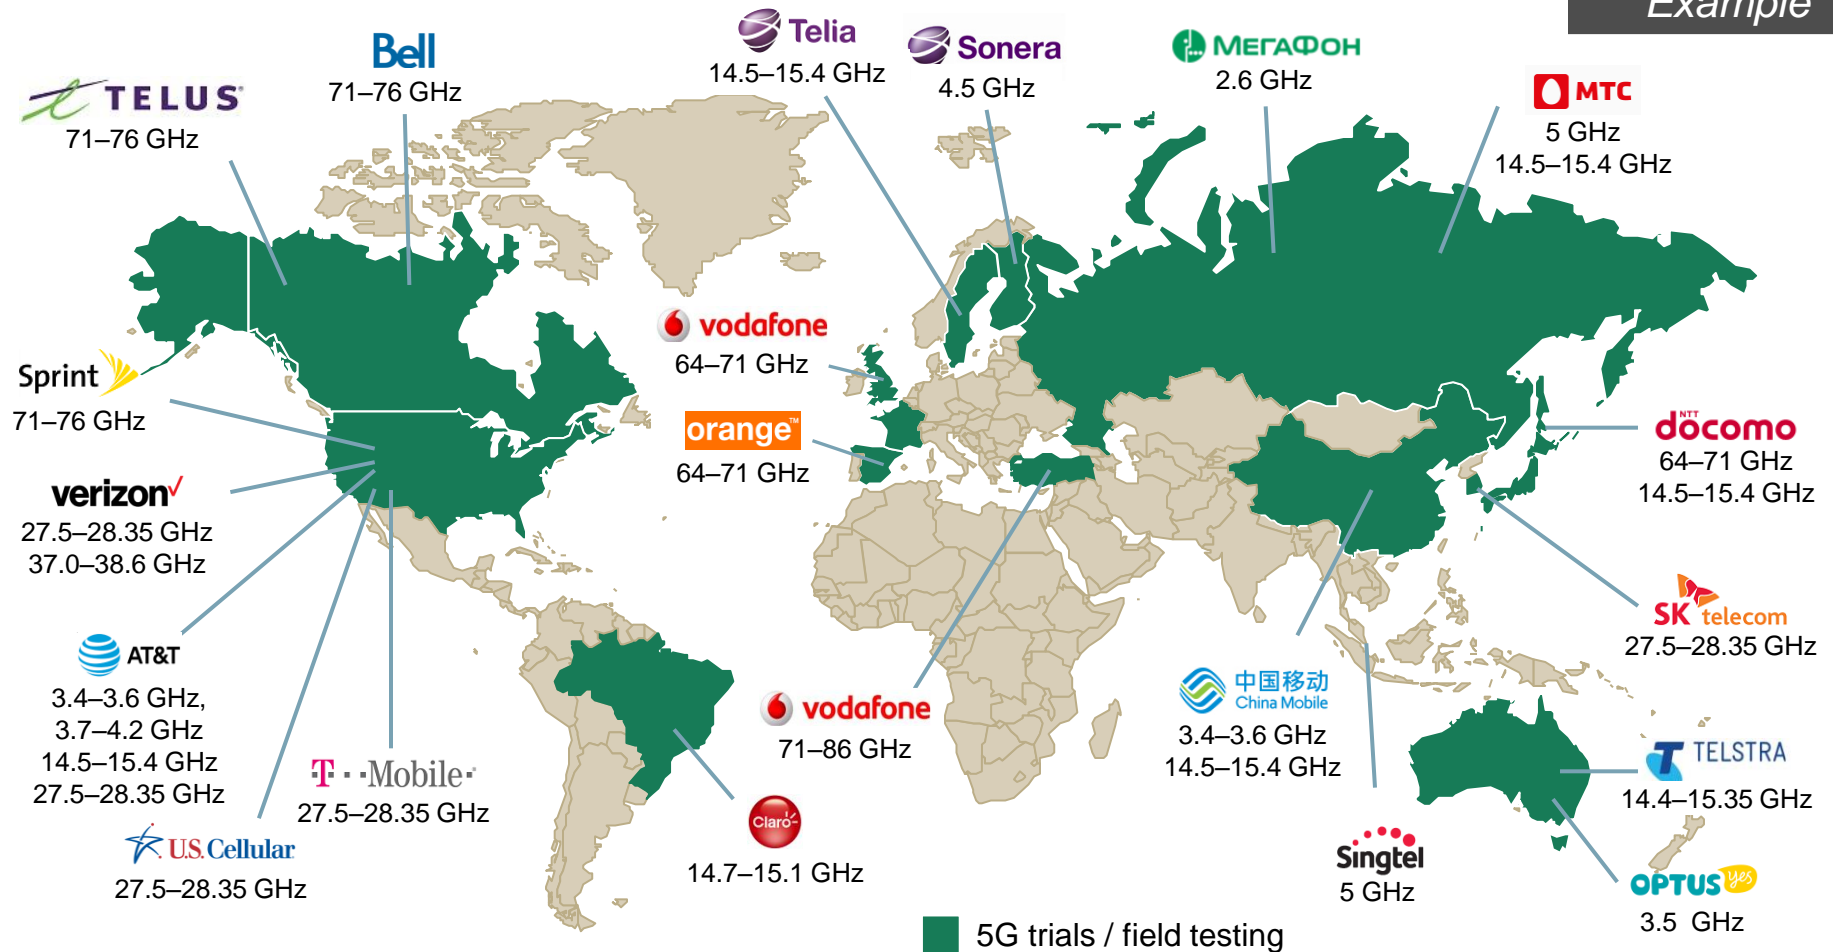 Example
Bell
71–76 GHz
Telia
14.5–15.4 GHz
Sonera
4.5 GHz
МЕГАФОН
2.6 GHz
МТС
5 GHz
14.5–15.4 GHz
TELUS
71–76 GHz
vodafone
64–71 GHz
Sprint
71–76 GHz
orange™
64–71 GHz
NTT
döcomo
64–71 GHz
14.5–15.4 GHz
verizon
27.5–28.35 GHz
37.0–38.6 GHz
SK telecom
27.5–28.35 GHz
AT&T
3.4–3.6 GHz,
3.7–4.2 GHz
14.5–15.4 GHz
27.5–28.35 GHz
T··Mobile·
27.5–28.35 GHz
U.S. Cellular
27.5–28.35 GHz
Claro
14.7–15.1 GHz
vodafone
71–86 GHz
中国移动
China Mobile
3.4–3.6 GHz
14.5–15.4 GHz
Singtel
5 GHz
T TELSTRA
14.4–15.35 GHz
OPTUS yes
3.5 GHz
5G trials / field testing